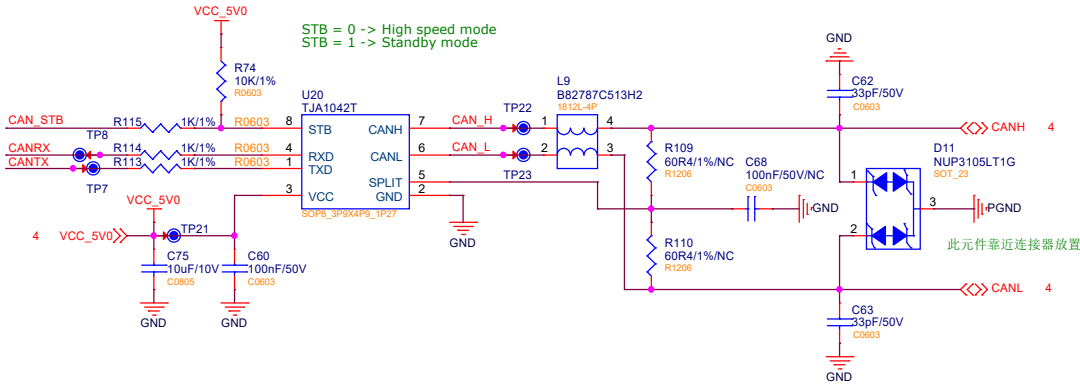 VCC_5V0
STB = 0 -> High speed mode
STB = 1 -> Standby mode
R74
10K/1%
R0603
U20
TJA1042T
CAN_STB
R115
1K/1%
R0603
8
STB
CANH
7
CAN_H
TP22
CANRX
TP8
R114
1K/1%
R0603
4
RXD
CANL
6
CAN_L
CANTX
TP7
R113
1K/1%
R0603
1
TXD
SPLIT
5
TP23
3
VCC
GND
2
SOP8_3P9X4P9_1P27
GND
L9
B82787C513H2
1812L-4P
1
4
2
3
VCC_5V0
4
VCC_5V0
TP21
C75
10uF/10V
C0805
GND
C60
100nF/50V
C0603
GND
R109
60R4/1%/NC
R1206
C68
100nF/50V/NC
C0603
GND
R110
60R4/1%/NC
R1206
GND
C62
33pF/50V
C0603
CANH
4
D11
NUP3105LT1G
SOT_23
1
3
PGND
2
此元件靠近连接器放置
CANL
4
C63
33pF/50V
C0603
GND